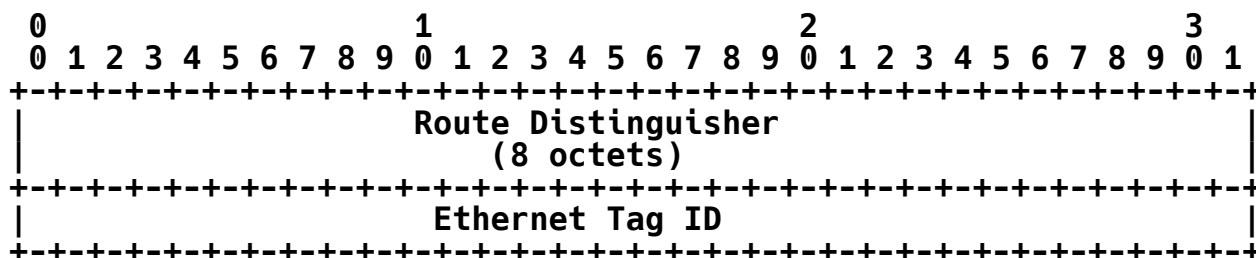 0                   1                   2                   3
 0 1 2 3 4 5 6 7 8 9 0 1 2 3 4 5 6 7 8 9 0 1 2 3 4 5 6 7 8 9 0 1
+-+-+-+-+-+-+-+-+-+-+-+-+-+-+-+-+-+-+-+-+-+-+-+-+-+-+-+-+-+-+-+-+
|                    Route Distinguisher                        |
|                        (8 octets)                             |
+-+-+-+-+-+-+-+-+-+-+-+-+-+-+-+-+-+-+-+-+-+-+-+-+-+-+-+-+-+-+-+-+
|                     Ethernet Tag ID                           |
+-+-+-+-+-+-+-+-+-+-+-+-+-+-+-+-+-+-+-+-+-+-+-+-+-+-+-+-+-+-+-+-+